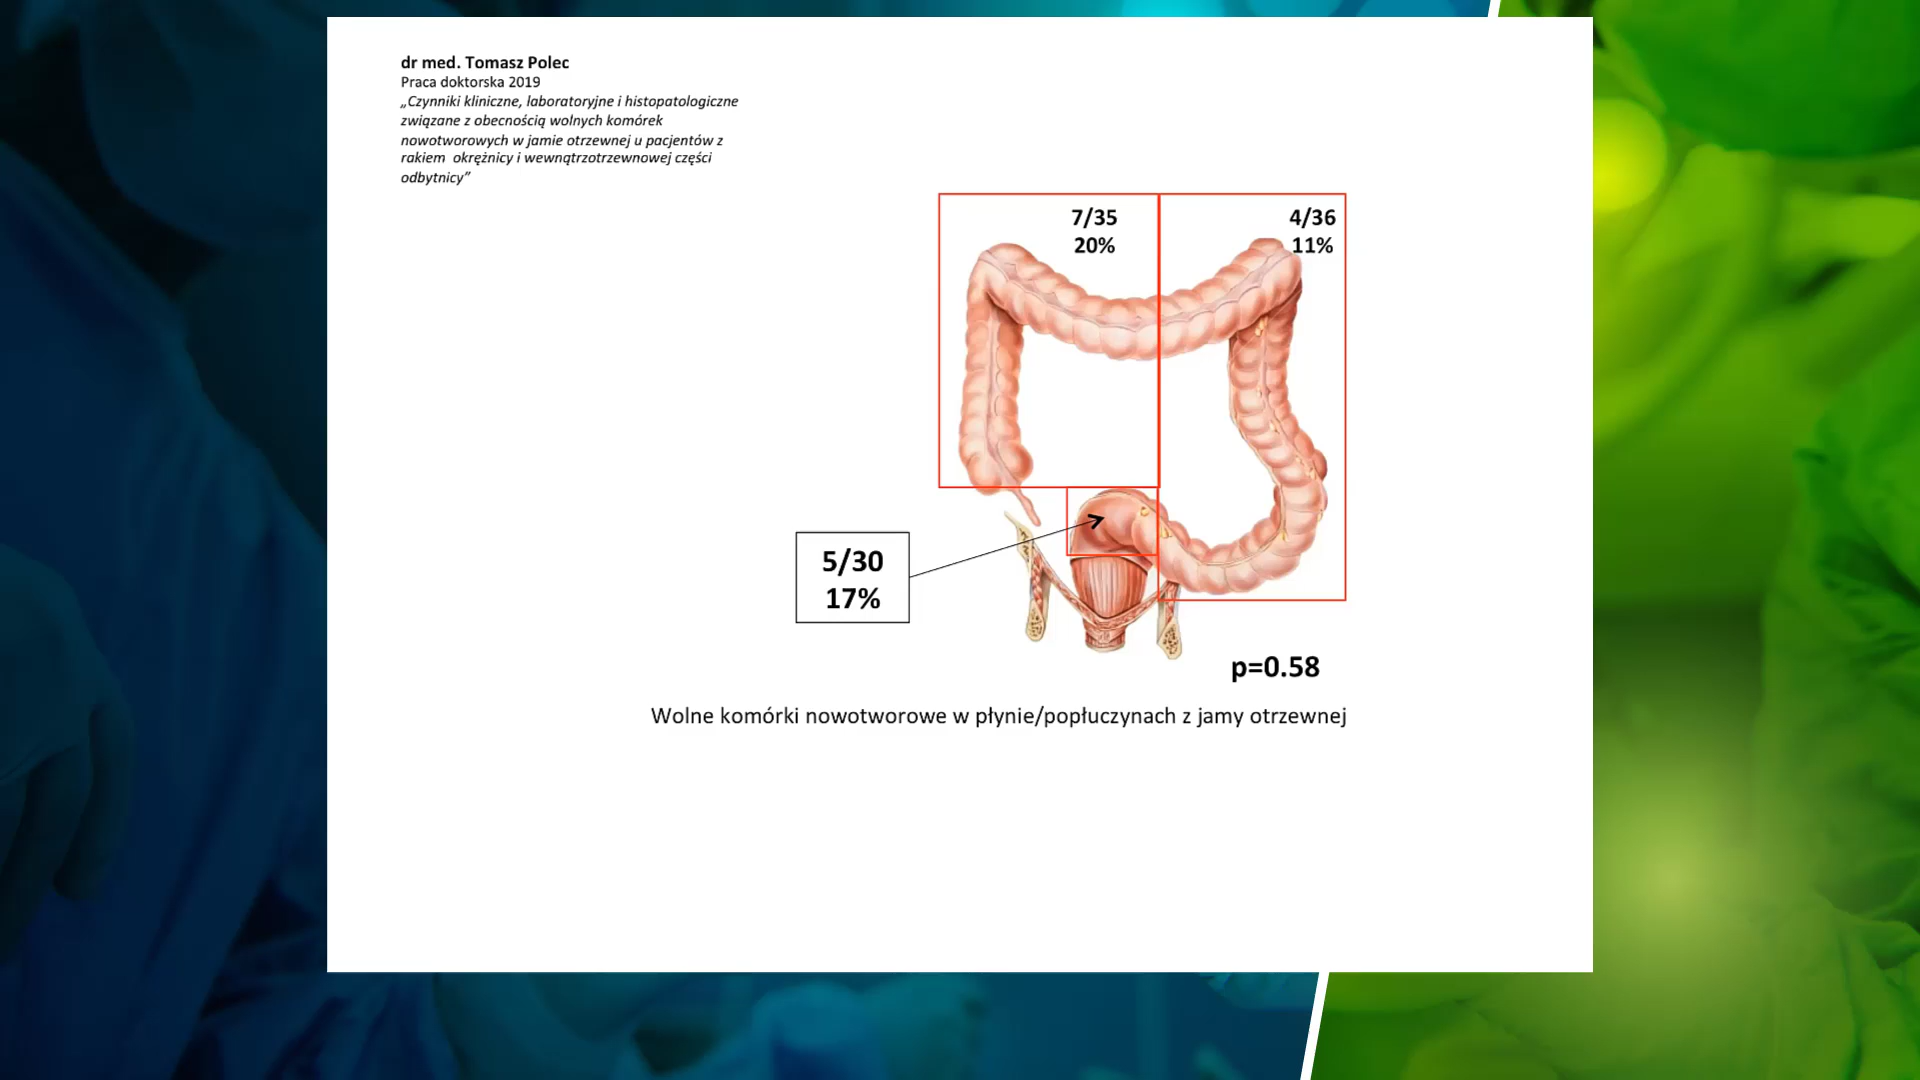 dr med. Tomasz Polec
Praca doktorska 2019
„Czynniki kliniczne, laboratoryjne i histopatologiczne
związane z obecnością wolnych komórek
nowotworowych w jamie otrzewnej u pacjentów z
rakiem okrężnicy i wewnątrzotrzewnowej części
odbytnicy”
7/35
20%
4/36
11%
5/30
17%
p=0.58
Wolne komórki nowotworowe w płynie/popłuczynach z jamy otrzewnej